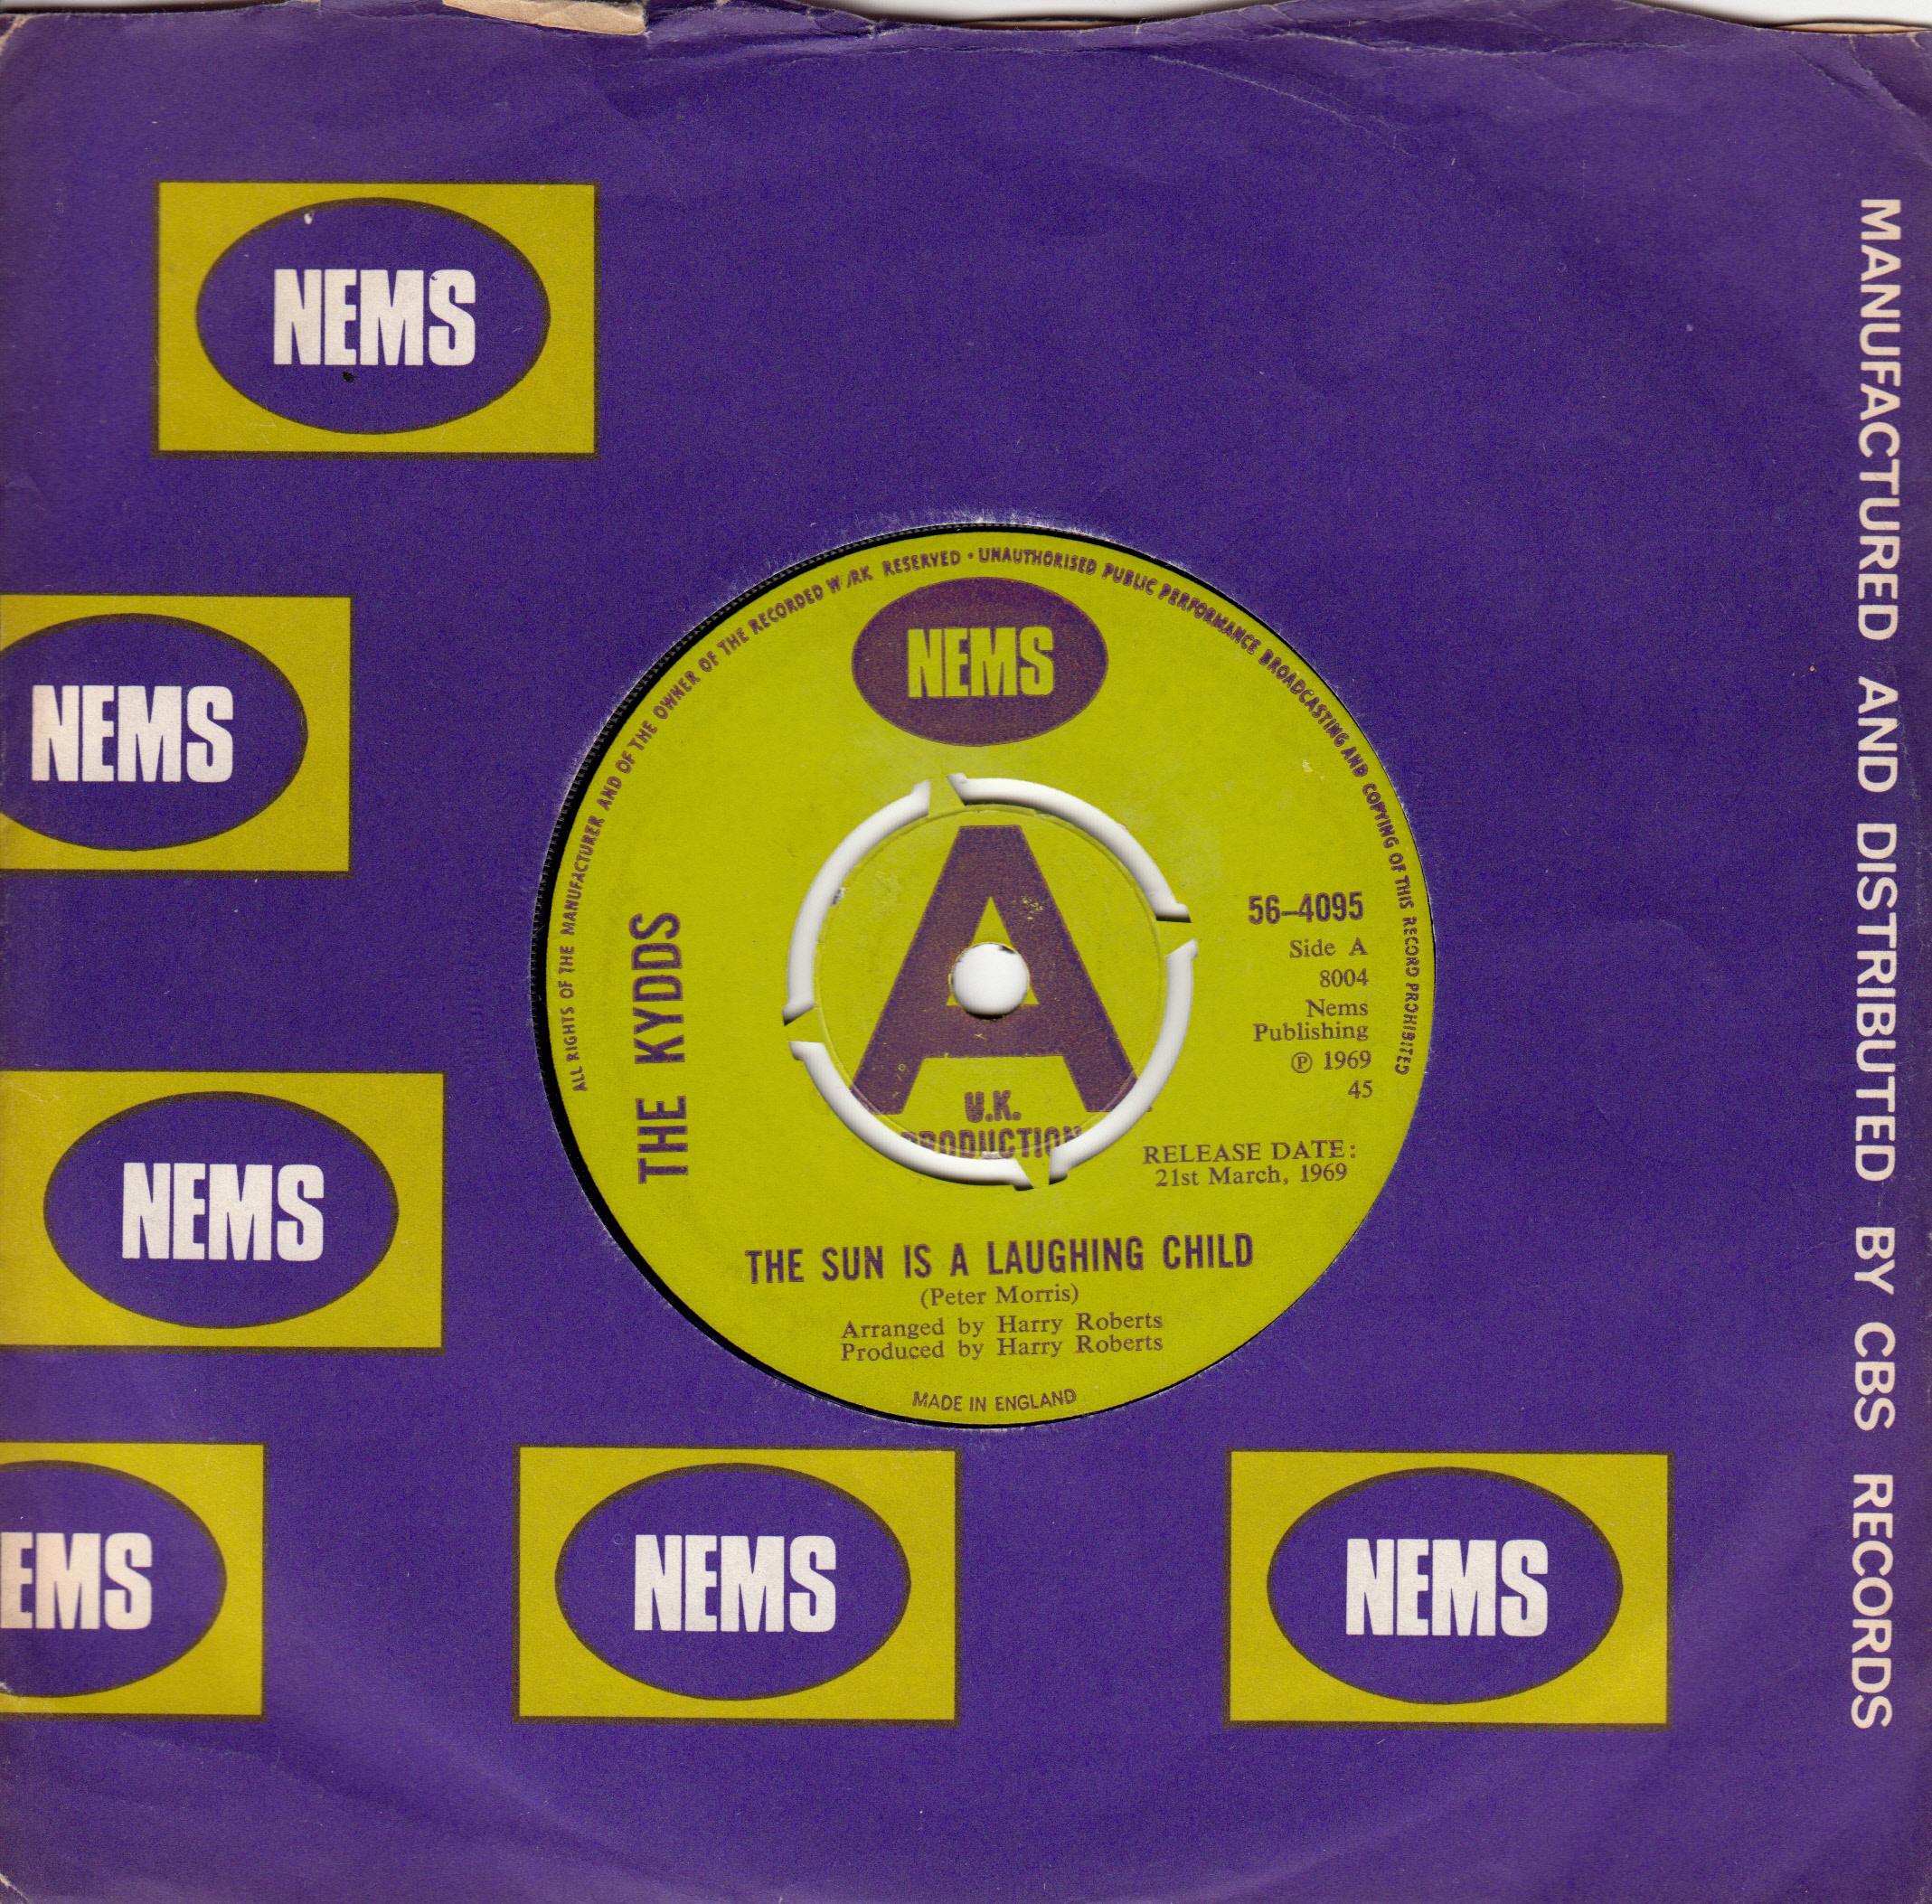 NEMS
NEMS
NEMS
EMS
NEMS
NEMS
MANUFACTURED AND DISTRIBUTED BY CBS RECORDS
ALL RIGHTS OF THE MANUFACTURER AND OF THE OWNER OF THE RECORDED W RK RESERVED • UNAUTHORISED PUBLIC PERFORMANCE BROADCASTING AND COPYING OF THIS RECORD PROHIBITED
NEMS
THE KYDDS
A
U.K.
PRODUCTION
56-4095
Side A
8004
Nems
Publishing
℗ 1969
45
RELEASE DATE:
21st March, 1969
THE SUN IS A LAUGHING CHILD
(Peter Morris)
Arranged by Harry Roberts
Produced by Harry Roberts
MADE IN ENGLAND